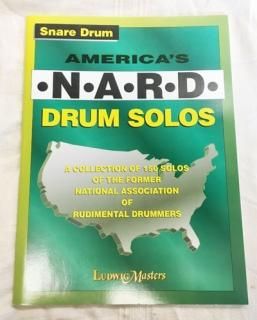 Snare Drum
AMERICA'S
•N•A•R•D•
DRUM SOLOS
A COLLECTION OF 150 SOLOS
OF THE FORMER
NATIONAL ASSOCIATION
OF
RUDIMENTAL DRUMMERS
LUDWIG Masters